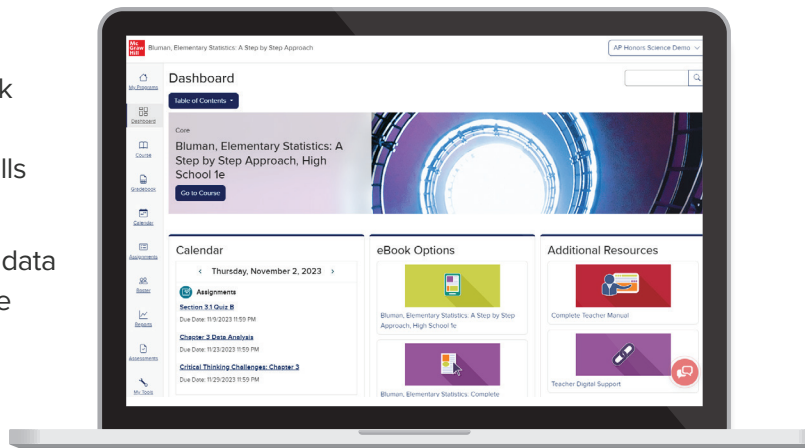 k
lls
data
e
Mc
Graw
Hill
Bluman, Elementary Statistics: A Step by Step Approach
AP Honors Science Demo
My Programs
Dashboard
Course
Gradebook
Calendar
Assignments
Roster
Reports
Assessments
My Tools
Dashboard
Table of Contents
Core
Bluman, Elementary Statistics: A
Step by Step Approach, High
School 1e
Go to Course
Calendar
Thursday, November 2, 2023
Assignments
Section 3.1 Quiz B
Due Date: 11/9/2023 11:59 PM
Chapter 3 Data Analysis
Due Date: 11/23/2023 11:59 PM
Critical Thinking Challenges: Chapter 3
Due Date: 11/29/2023 11:59 PM
eBook Options
Bluman, Elementary Statistics: A Step by Step
Approach, High School 1e
Bluman, Elementary Statistics: Complete
Additional Resources
Complete Teacher Manual
Teacher Digital Support